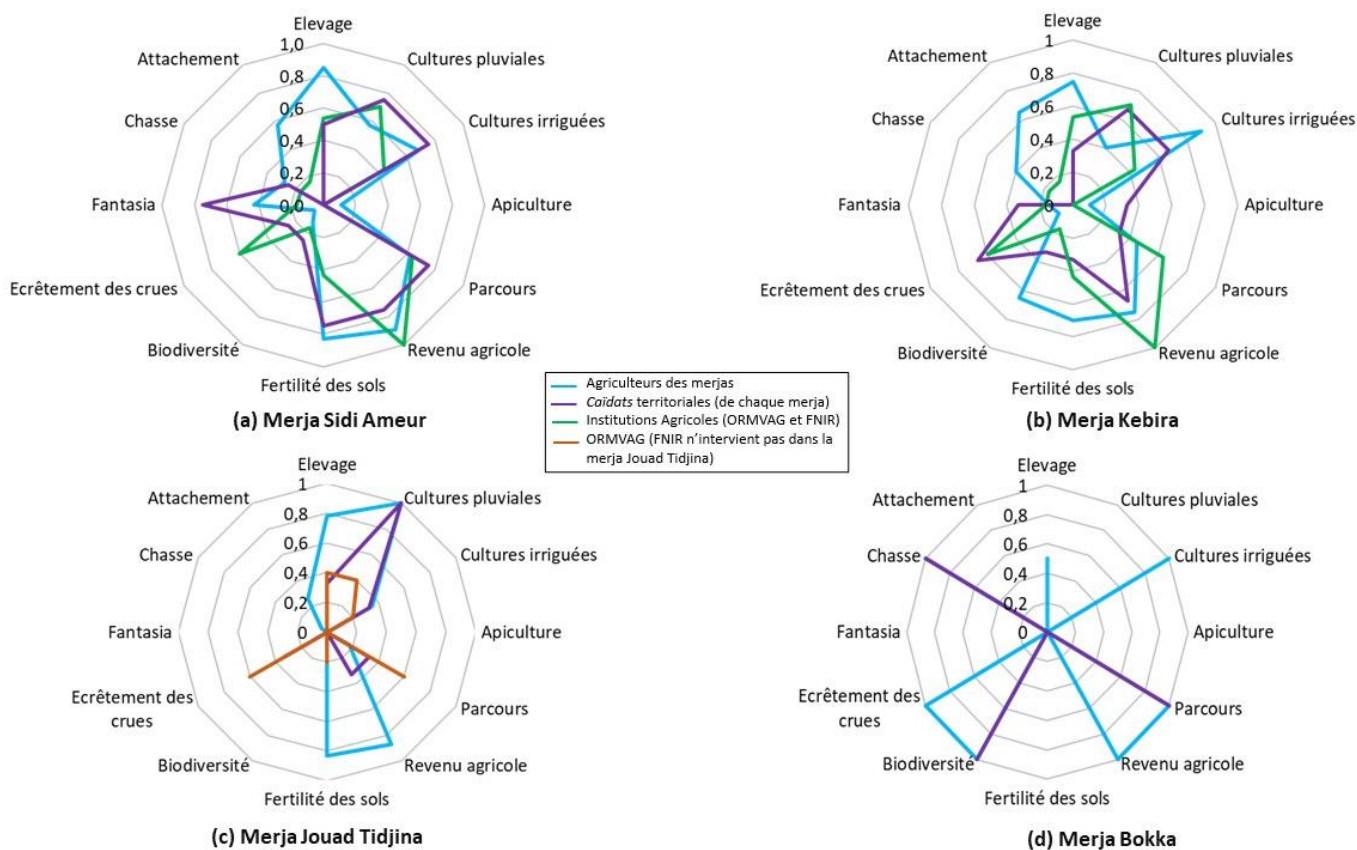 Elevage
1,0
Attachement
Cultures pluviales
0,8
Chasse
0,6
Cultures irriguées
0,4
0,2
Fantasia
0,0
Apiculture
Ecrêtement des crues
Parcours
Biodiversité
Revenu agricole
Fertilité des sols
(a) Merja Sidi Ameur
Elevage
1
Attachement
Cultures pluviales
0,8
Chasse
0,6
Cultures irriguées
0,4
0,2
Fantasia
0
Apiculture
Ecrêtement des crues
Parcours
Biodiversité
Revenu agricole
Fertilité des sols
(b) Merja Kebira
Agriculteurs des merjas
Caïdats territoriales (de chaque merja)
Institutions Agricoles (ORMVAG et FNIR)
ORMVAG (FNIR n'intervient pas dans la
merja Jouad Tidjina)
Elevage
1
Attachement
Cultures pluviales
0,8
Chasse
0,6
Cultures irriguées
0,4
0,2
Fantasia
0
Apiculture
Ecrêtement des
crues
Parcours
Biodiversité
Revenu agricole
Fertilité des sols
(c) Merja Jouad Tidjina
Elevage
1
Attachement
Cultures pluviales
0,8
Chasse
0,6
Cultures irriguées
0,4
0,2
Fantasia
0
Apiculture
Ecrêtement des
crues
Parcours
Biodiversité
Revenu agricole
Fertilité des sols
(d) Merja Bokka